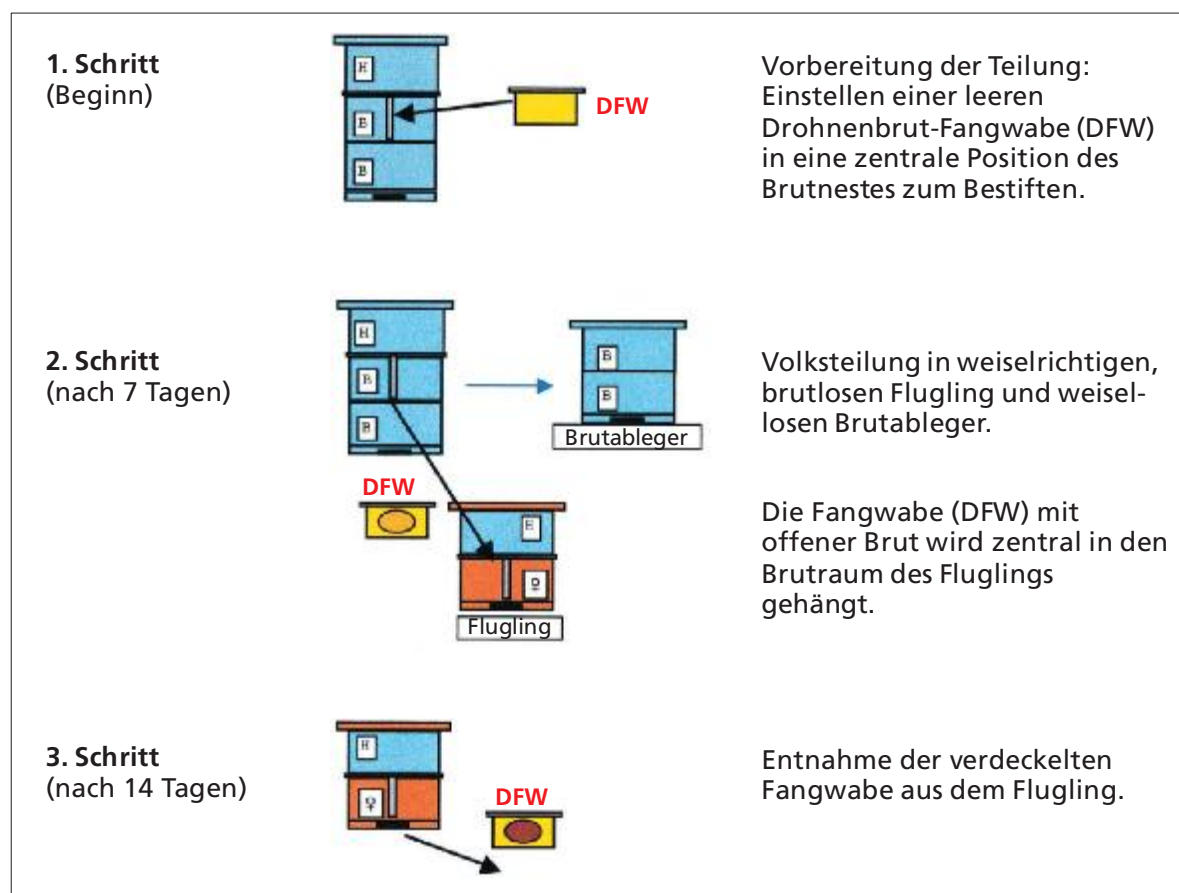 1. Schritt
(Beginn)
H
B
B
DFW
Vorbereitung der Teilung:
Einstellen einer leeren
Drohnenbrut-Fangwabe (DFW)
in eine zentrale Position des
Brutnestes zum Bestiften.
2. Schritt
(nach 7 Tagen)
H
B
B
B
B
Brutableger
Volksteilung in weiselrichtigen,
brutlosen Flugling und weisel-
losen Brutableger.
DFW
H
♀
Flugling
Die Fangwabe (DFW) mit
offener Brut wird zentral in den
Brutraum des Fluglings
gehängt.
3. Schritt
(nach 14 Tagen)
H
♀
DFW
Entnahme der verdeckelten
Fangwabe aus dem Flugling.